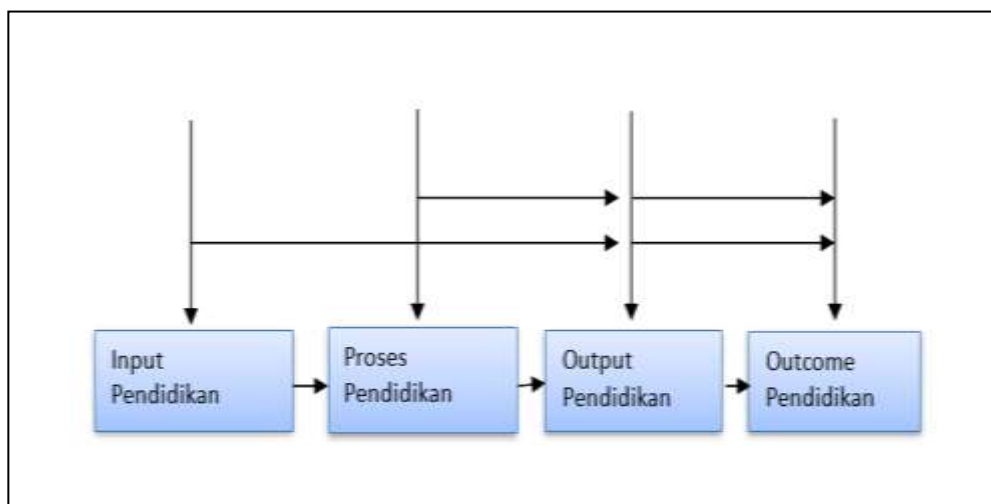 Input
Pendidikan
Proses
Pendidikan
Output
Pendidikan
Outcome
Pendidikan